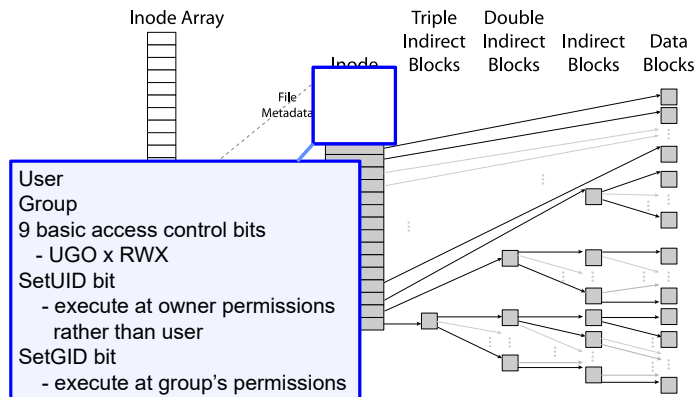 Inode Array
Triple
Indirect
Blocks
Double
Indirect
Blocks
Indirect
Blocks
Data
Blocks
Inode
File
Metadata
User
Group
9 basic access control bits
- UGO x RWX
SetUID bit
- execute at owner permissions
rather than user
SetGID bit
- execute at group’s permissions